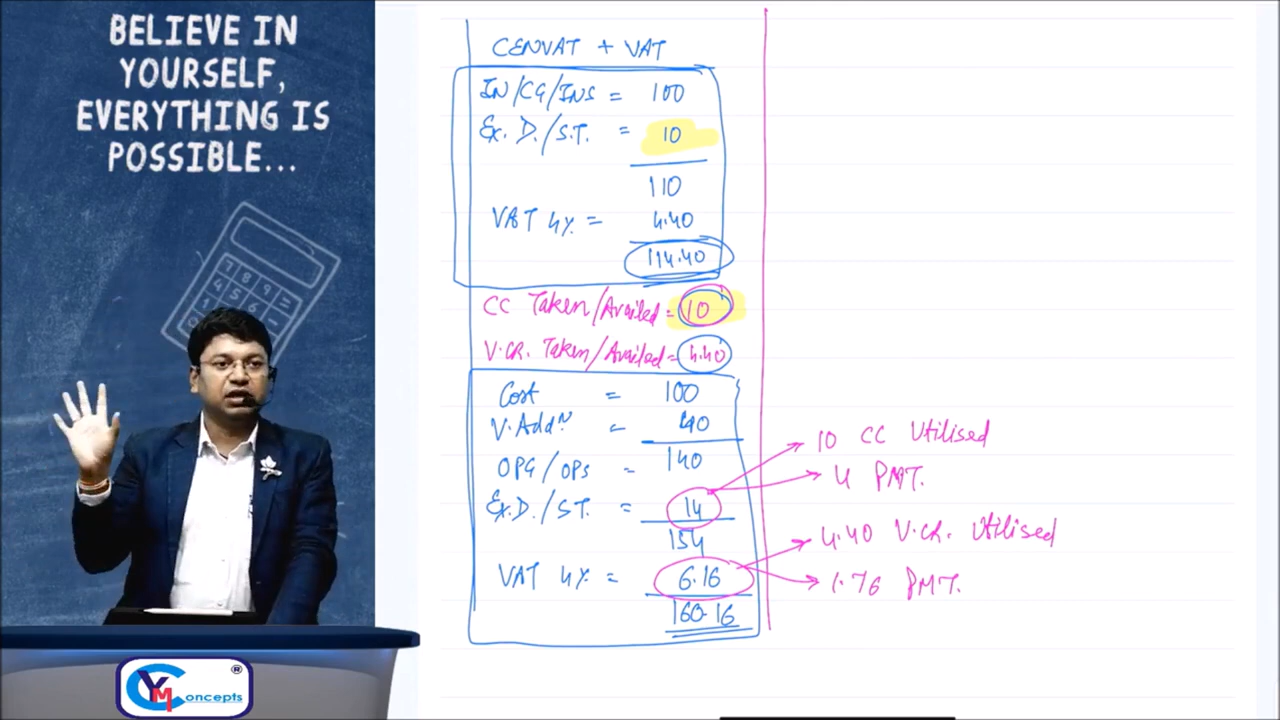 BELIEVE IN
YOURSELF,
EVERYTHING IS
POSSIBLE...
CYM Concepts ®
CENVAT + VAT
IN/CG/INS = 100
Ex. D./S.T. = 10
110
VAT 4% = 4.40
114.40
CC Taken/Availed = 10
V.CR. Taken/Availed = 4.40
Cost = 100
V. Addn. = 40
OPG/OPS = 140
Ex.D./S.T. = 14
154
VAT 4% = 6.16
160.16
10 CC Utilised
4 PMT.
4.40 V.CR. Utilised
1.76 PMT.